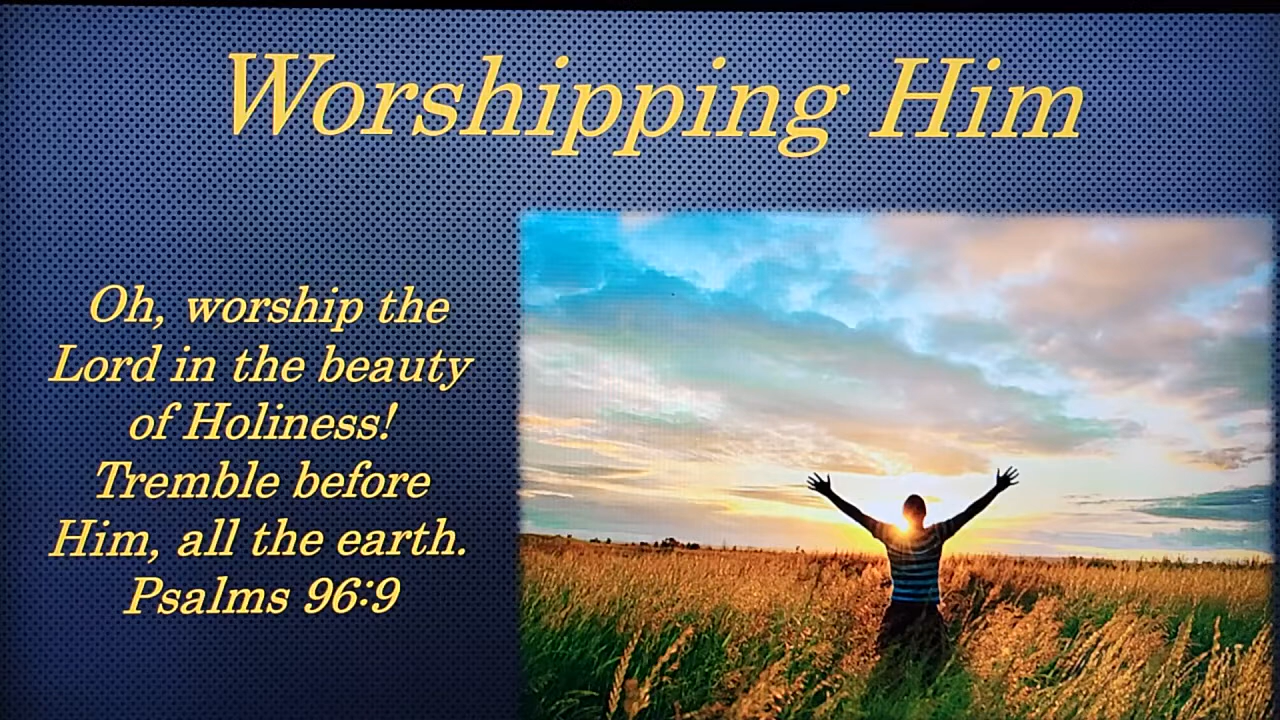 Worshipping Him
Oh, worship the
Lord in the beauty
of Holiness!
Tremble before
Him, all the earth.
Psalms 96:9